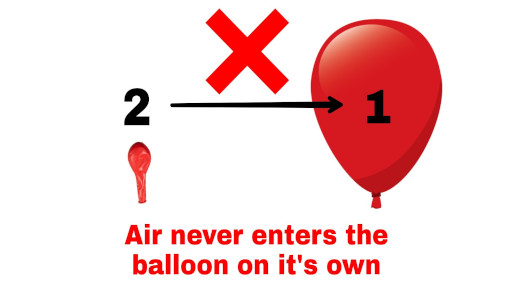 2
1
Air never enters the
balloon on it's own